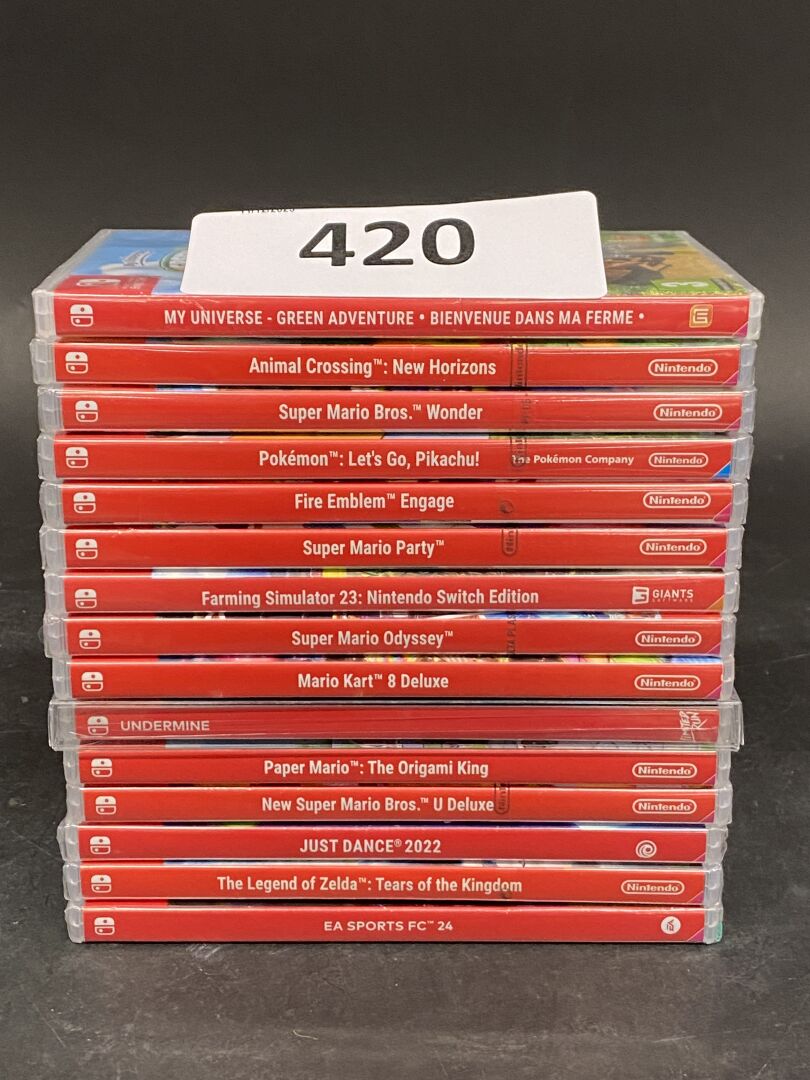 420
MY UNIVERSE - GREEN ADVENTURE • BIENVENUE DANS MA FERME •
Animal Crossing™: New Horizons Nintendo
Super Mario Bros.™ Wonder Nintendo
Pokémon™: Let's Go, Pikachu! The Pokémon Company Nintendo
Fire Emblem™ Engage Nintendo
Super Mario Party™ Nintendo
Farming Simulator 23: Nintendo Switch Edition GIANTS SOFTWARE
Super Mario Odyssey™ Nintendo
Mario Kart™ 8 Deluxe Nintendo
UNDERMINE LIMITED RUN
Paper Mario™: The Origami King Nintendo
New Super Mario Bros.™ U Deluxe Nintendo
JUST DANCE® 2022
The Legend of Zelda™: Tears of the Kingdom Nintendo
EA SPORTS FC™ 24 EA